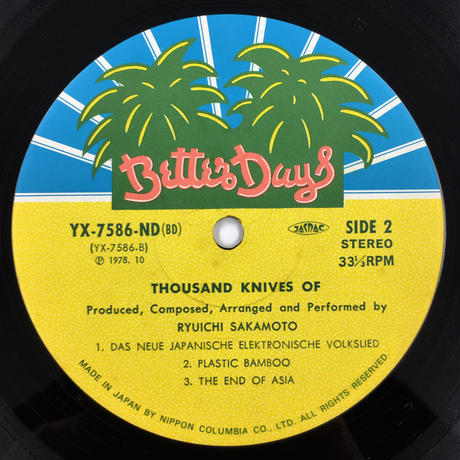 Better Days
YX-7586-ND(BD)
(YX-7586-B)
Ⓟ 1978. 10
JASRAC
SIDE 2
STEREO
33⅓RPM
THOUSAND KNIVES OF
Produced, Composed, Arranged and Performed by
RYUICHI SAKAMOTO
1. DAS NEUE JAPANISCHE ELEKTRONISCHE VOLKSLIED
2. PLASTIC BAMBOO
3. THE END OF ASIA
MADE IN JAPAN BY NIPPON COLUMBIA CO., LTD. ALL RIGHTS RESERVED.